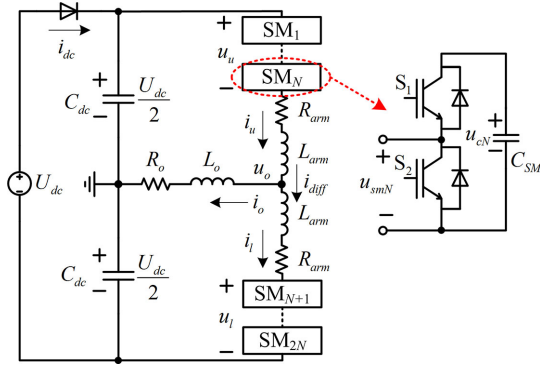 i_dc
+
u_u
−
SM_1
SM_N
C_dc
+
−
U_dc/2
i_u
R_arm
L_arm
U_dc
R_o
L_o
u_o
i_o
i_diff
L_arm
C_dc
+
−
U_dc/2
i_l
R_arm
+
u_l
−
SM_N+1
SM_2N
S_1
S_2
+
u_smN
−
u_cN
+
−
C_SM